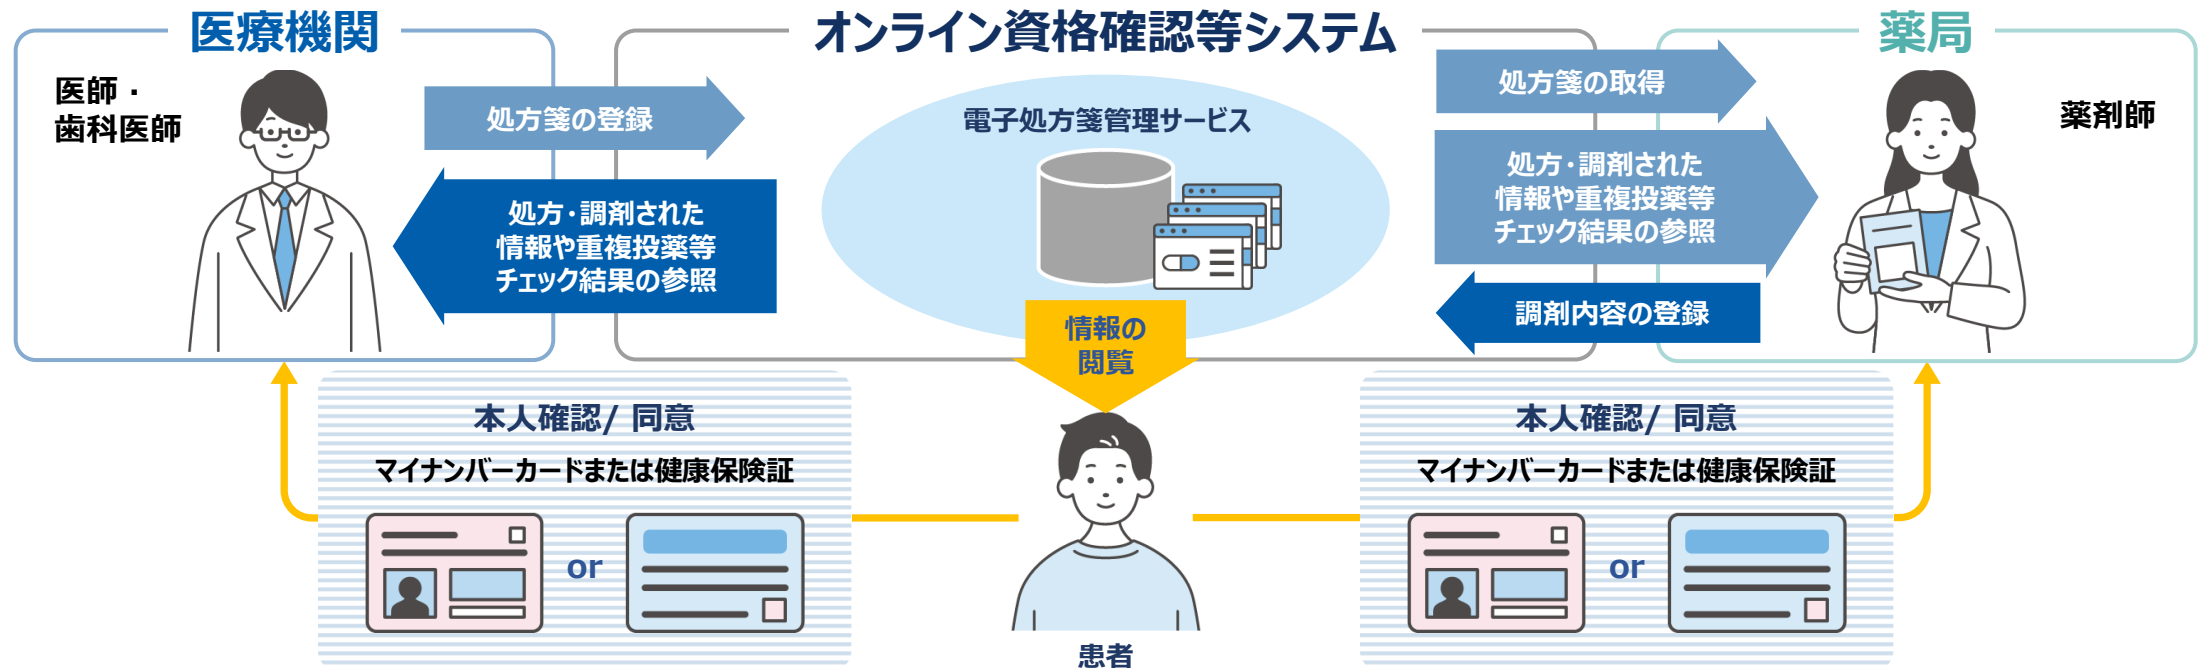 医療機関
医師・
歯科医師
処方箋の登録
処方・調剤された
情報や重複投薬等
チェック結果の参照
オンライン資格確認等システム
電子処方箋管理サービス
情報の
閲覧
処方箋の取得
処方・調剤された
情報や重複投薬等
チェック結果の参照
調剤内容の登録
薬局
薬剤師
本人確認/ 同意
マイナンバーカードまたは健康保険証
or
患者
本人確認/ 同意
マイナンバーカードまたは健康保険証
or